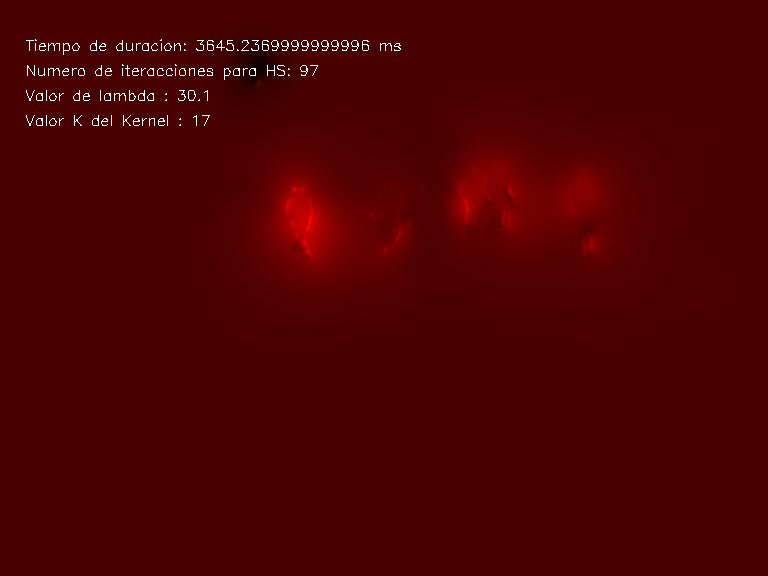 Tiempo de duracion: 3645.2369999999996 ms
Numero de iteracciones para HS: 97
Valor de lambda : 30.1
Valor K del Kernel : 17